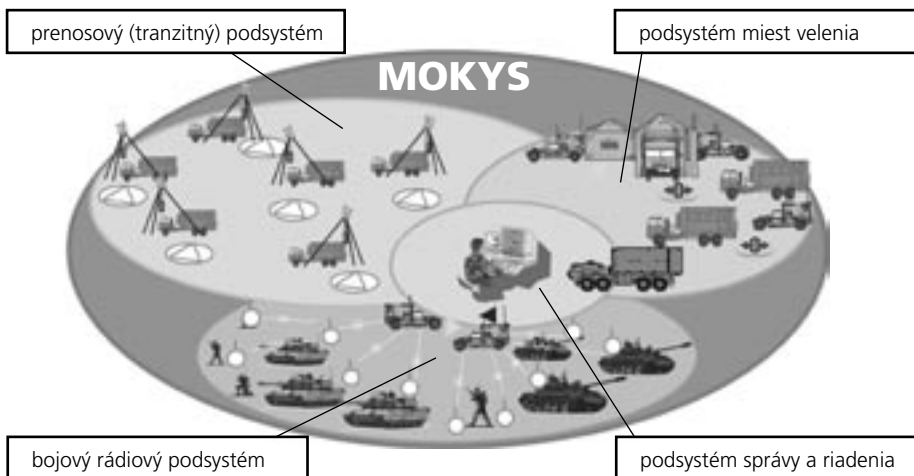 prenosový (tranzitný) podsystém
podsystém miest velenia
MOKYS
bojový rádiový podsystém
podsystém správy a riadenia